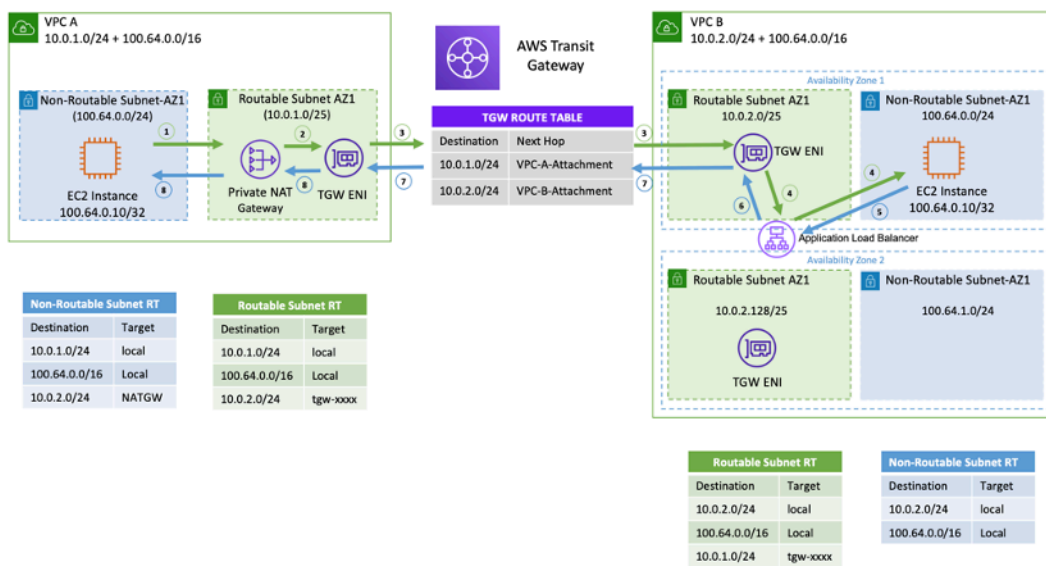 VPC A
10.0.1.0/24 + 100.64.0.0/16
Non-Routable Subnet-AZ1
(100.64.0.0/24)
1
EC2 Instance
100.64.0.10/32
8
Routable Subnet AZ1
(10.0.1.0/25)
2
Private NAT
Gateway
8
TGW ENI
3
7
AWS Transit
Gateway
TGW ROUTE TABLE
Destination Next Hop
10.0.1.0/24 VPC-A-Attachment
10.0.2.0/24 VPC-B-Attachment
3
7
VPC B
10.0.2.0/24 + 100.64.0.0/16
Availability Zone 1
Routable Subnet AZ1
10.0.2.0/25
TGW ENI
4
6
Non-Routable Subnet-AZ1
100.64.0.0/24
4
EC2 Instance
100.64.0.10/32
5
Application Load Balancer
Availability Zone 2
Routable Subnet AZ1
10.0.2.128/25
TGW ENI
Non-Routable Subnet-AZ1
100.64.1.0/24
Non-Routable Subnet RT
Destination Target
10.0.1.0/24 local
100.64.0.0/16 Local
10.0.2.0/24 NATGW
Routable Subnet RT
Destination Target
10.0.1.0/24 local
100.64.0.0/16 Local
10.0.2.0/24 tgw-xxxx
Routable Subnet RT
Destination Target
10.0.2.0/24 local
100.64.0.0/16 Local
10.0.1.0/24 tgw-xxxx
Non-Routable Subnet RT
Destination Target
10.0.2.0/24 local
100.64.0.0/16 Local